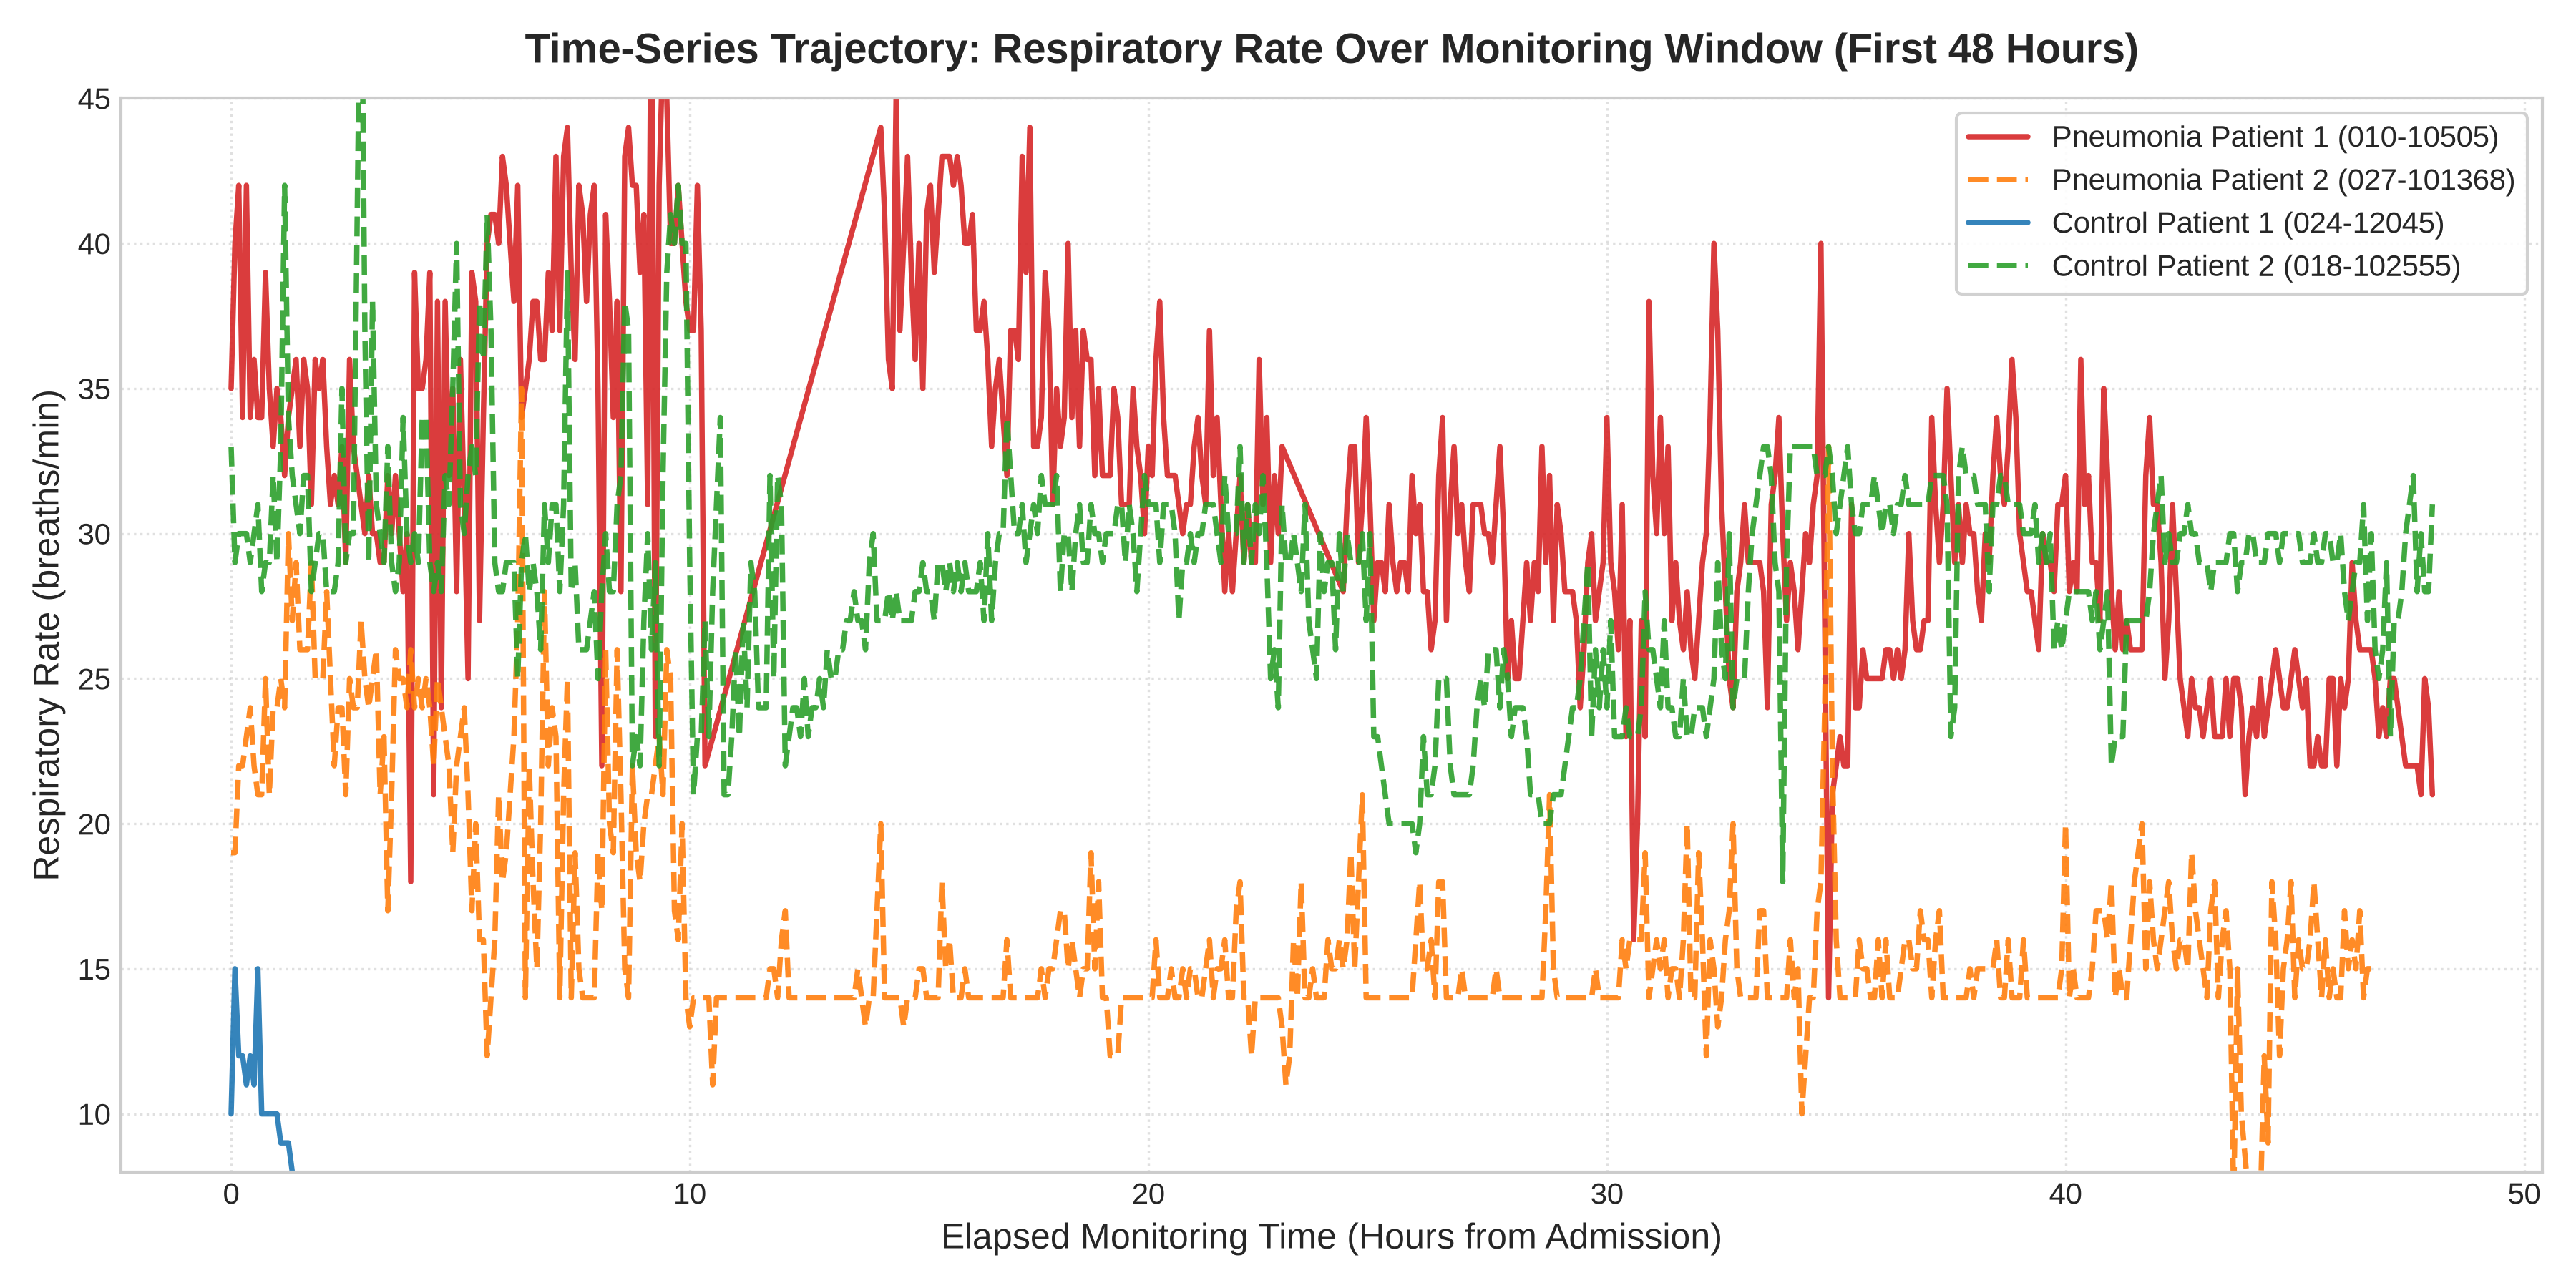 Time-Series Trajectory: Respiratory Rate Over Monitoring Window (First 48 Hours)
Respiratory Rate (breaths/min)
45
40
35
30
25
20
15
10
Pneumonia Patient 1 (010-10505)
Pneumonia Patient 2 (027-101368)
Control Patient 1 (024-12045)
Control Patient 2 (018-102555)
0 10 20 30 40 50
Elapsed Monitoring Time (Hours from Admission)